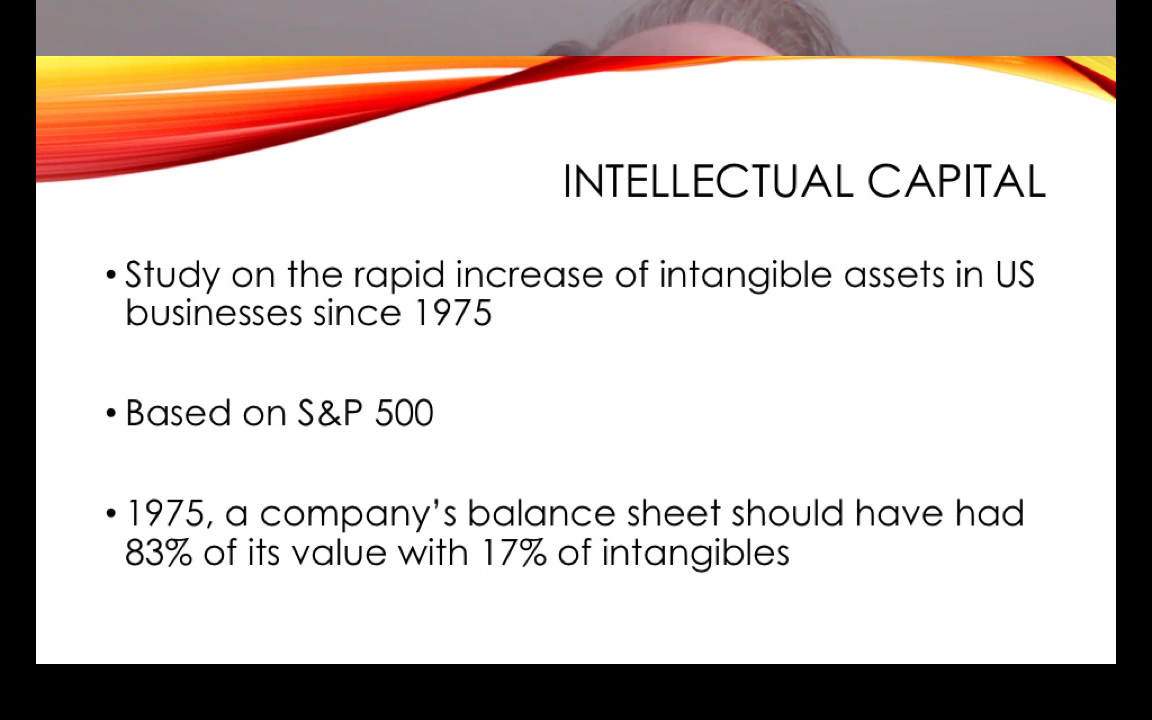 INTELLECTUAL CAPITAL
• Study on the rapid increase of intangible assets in US
businesses since 1975
• Based on S&P 500
• 1975, a company’s balance sheet should have had
83% of its value with 17% of intangibles